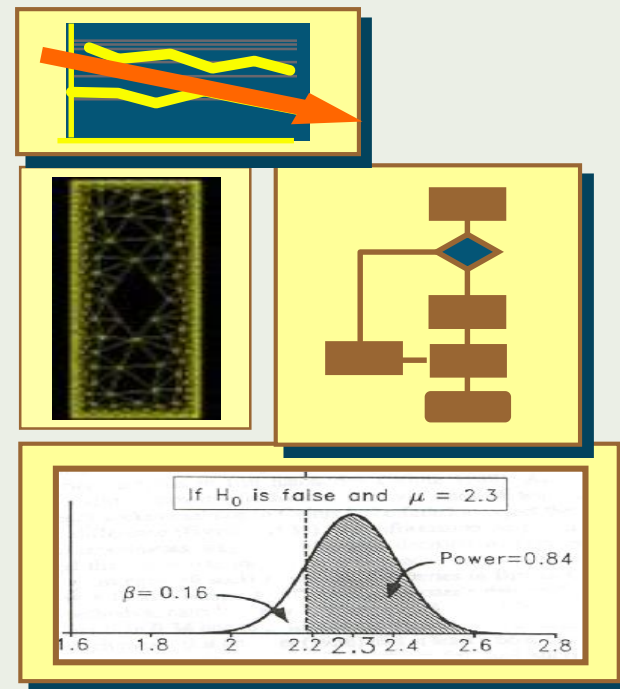 If H₀ is false and μ = 2.3
Power=0.84
β= 0.16
1.6 1.8 2 2.2 2.3 2.4 2.6 2.8